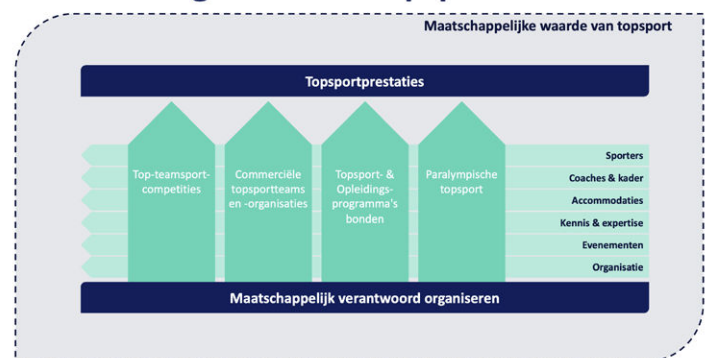 Maatschappelijke waarde van topsport
Topsportprestaties
Top-teamsport-
competities
Commerciële
topsportteams
en -organisaties
Topsport- &
Opleidings-
programma's
bonden
Paralympische
topsport
Sporters
Coaches & kader
Accommodaties
Kennis & expertise
Evenementen
Organisatie
Maatschappelijk verantwoord organiseren